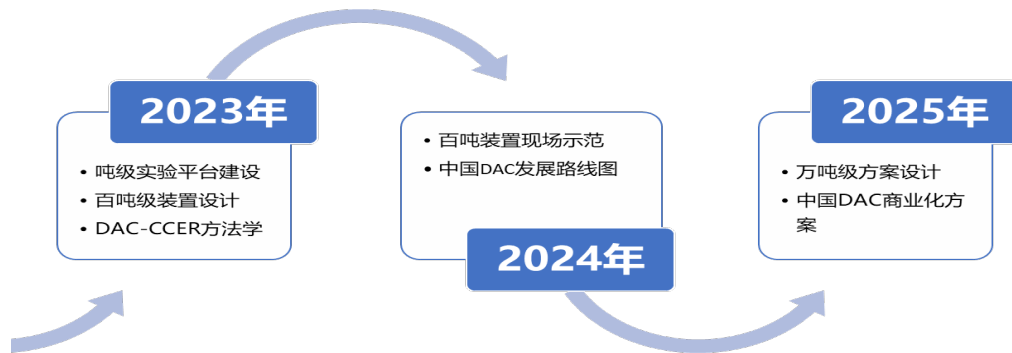 2023年
• 吨级实验平台建设
• 百吨级装置设计
• DAC-CCER方法学
• 百吨装置现场示范
• 中国DAC发展路线图
2024年
2025年
• 万吨级方案设计
• 中国DAC商业化方
案